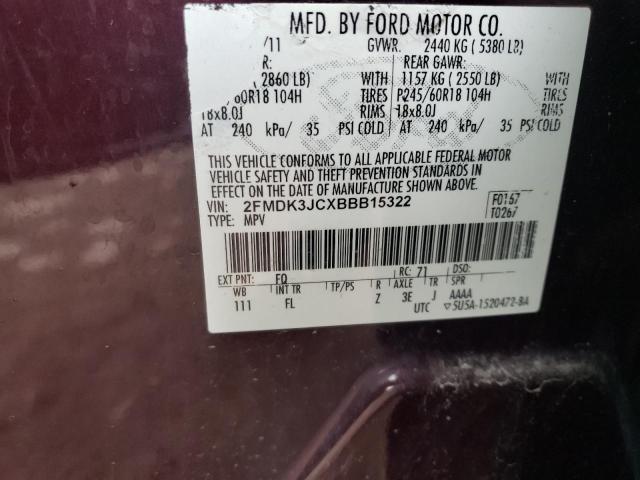 MFD. BY FORD MOTOR CO.
/11 GVWR. 2440 KG ( 5380 LB)
R: REAR GAWR:
2860 LB) WITH 1157 KG ( 2550 LB) WITH
/60R18 104H TIRES P245/60R18 104H TIRES
18x8.0J RIMS 18x8.0J RIMS
AT 240 kPa/ 35 PSI COLD AT 240 kPa/ 35 PSI COLD
THIS VEHICLE CONFORMS TO ALL APPLICABLE FEDERAL MOTOR
VEHICLE SAFETY AND THEFT PREVENTION STANDARDS IN
EFFECT ON THE DATE OF MANUFACTURE SHOWN ABOVE.
VIN: 2FMDK3JCXBBB15322 F0167
TYPE: MPV T0267
EXT PNT: FQ RC: 71 DSO:
WB INT TR TP/PS R AXLE TR SPR
111 FL Z 3E J AAAA
UTC ▽5U5A-1520472-BA